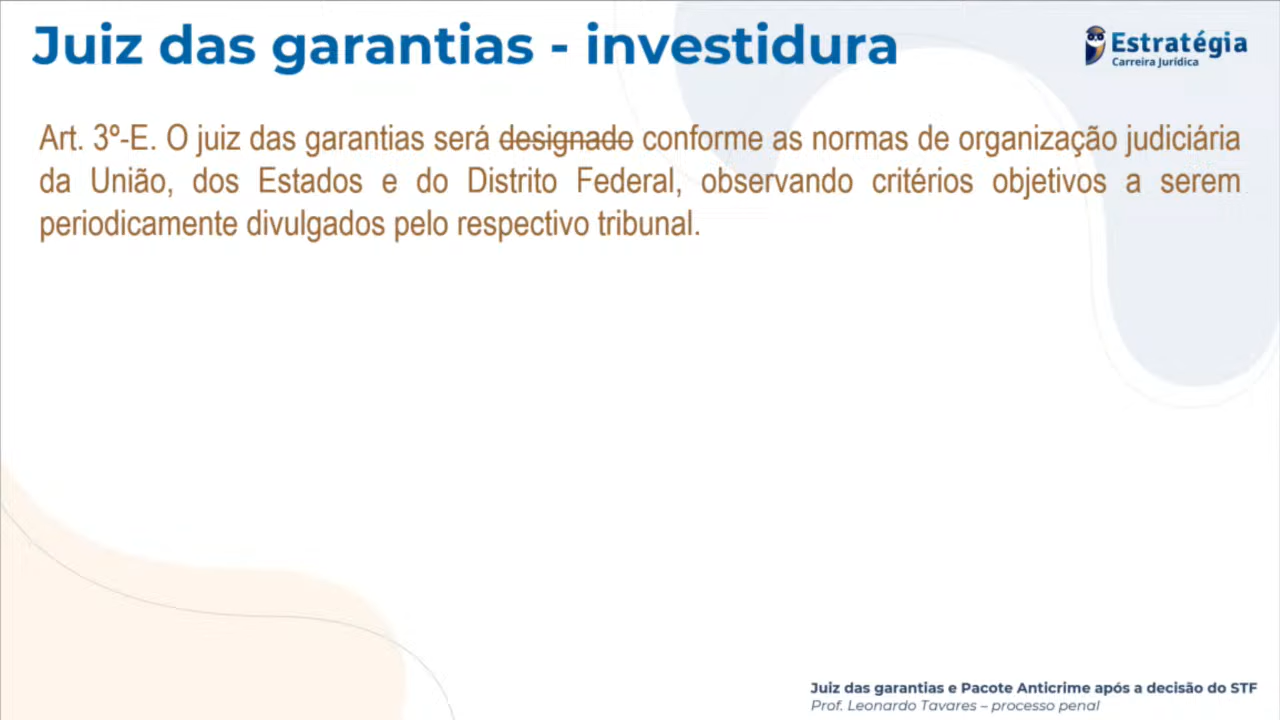 Juiz das garantias - investidura
Estratégia
Carreira Jurídica
Art. 3º-E. O juiz das garantias será designado conforme as normas de organização judiciária
da União, dos Estados e do Distrito Federal, observando critérios objetivos a serem
periodicamente divulgados pelo respectivo tribunal.
Juiz das garantias e Pacote Anticrime após a decisão do STF
Prof. Leonardo Tavares – processo penal